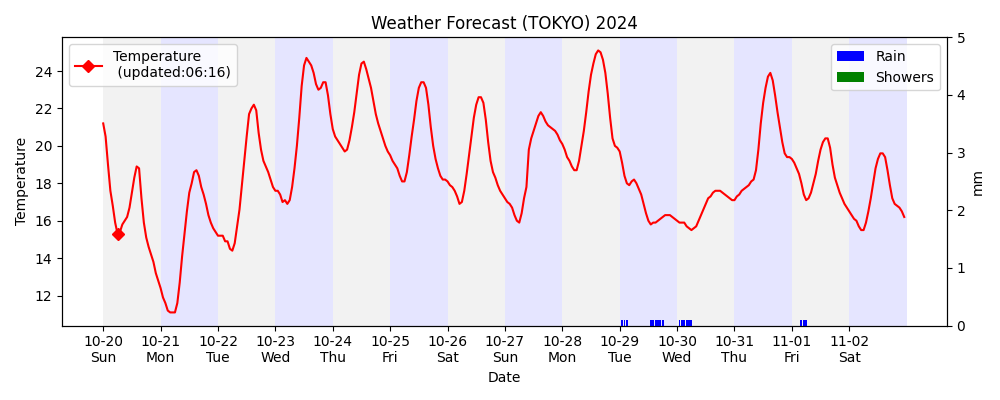 Weather Forecast (TOKYO) 2024
Temperature
(updated:06:16)
Rain
Showers
Temperature
24
22
20
18
16
14
12
5
4
3
2
1
0
mm
10-20 10-21 10-22 10-23 10-24 10-25 10-26 10-27 10-28 10-29 10-30 10-31 11-01 11-02
Sun Mon Tue Wed Thu Fri Sat Sun Mon Tue Wed Thu Fri Sat
Date